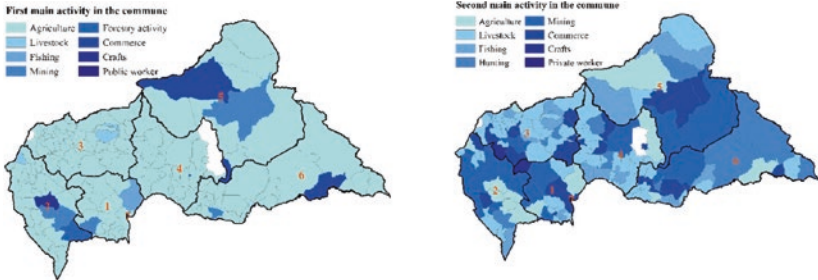 First main activity in the commune
Agriculture
Forestry activity
Livestock
Commerce
Fishing
Crafts
Mining
Public worker
3
4
6
1
Second main activity in the commune
Agriculture
Mining
Livestock
Commerce
Fishing
Crafts
Hunting
Private worker
5
3
2
1